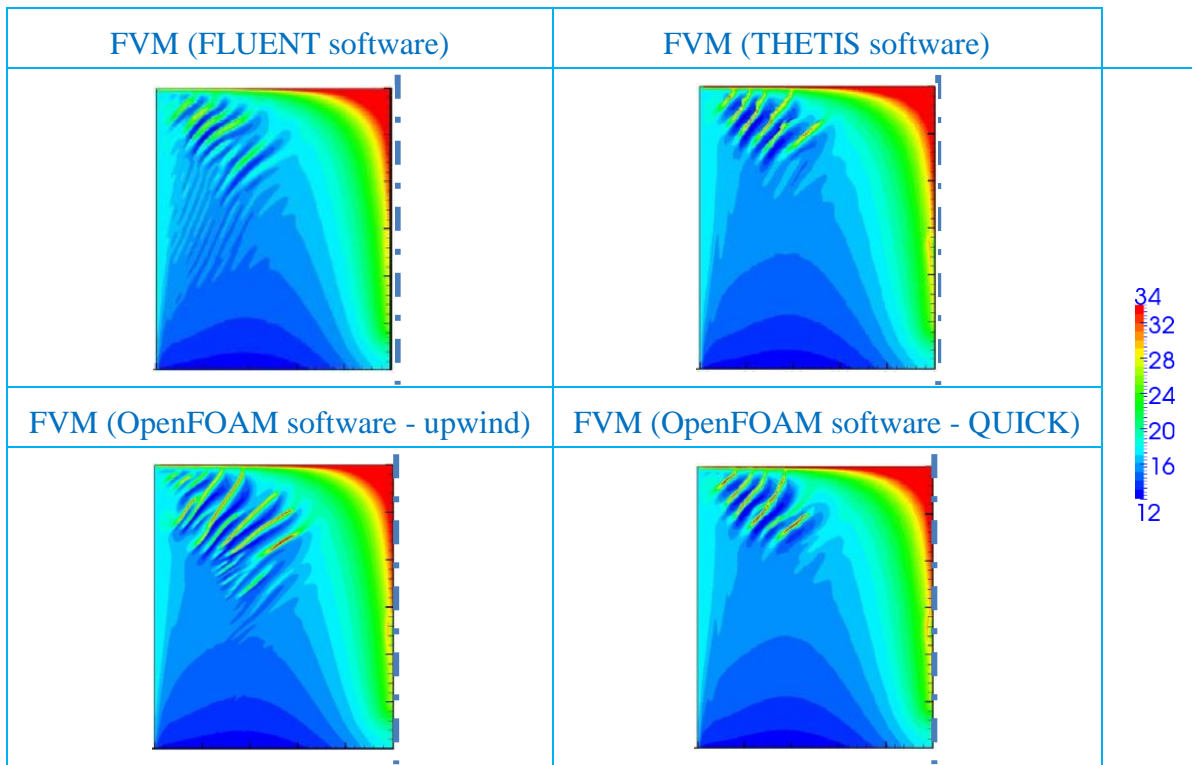 FVM (FLUENT software)
FVM (THETIS software)
FVM (OpenFOAM software - upwind)
FVM (OpenFOAM software - QUICK)
34
32
28
24
20
16
12